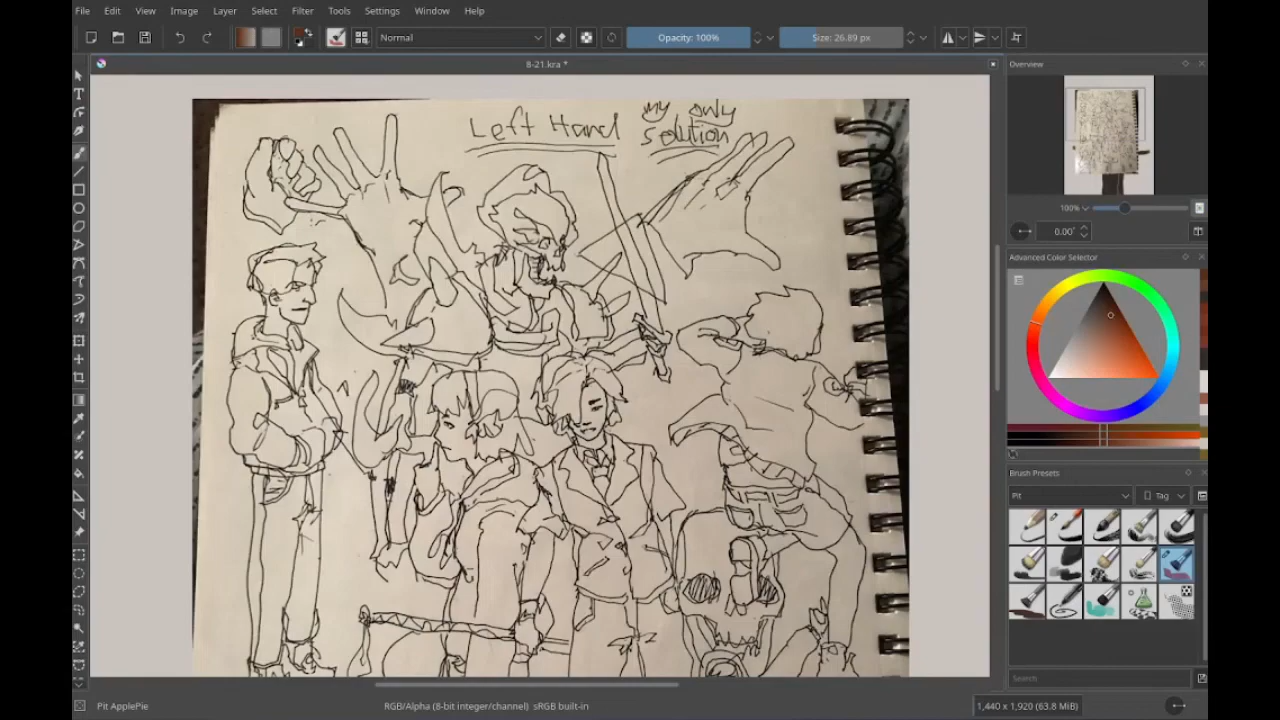 File Edit View Image Layer Select Filter Tools Settings Window Help
Normal Opacity: 100% Size: 26.89 px
8-21.kra *
Overview
100%
0.00°
Advanced Color Selector
Brush Presets
Pit Tag
Search
Left Hand
My only
solution
Pit ApplePie RGB/Alpha (8-bit integer/channel) sRGB built-in 1,440 x 1,920 (63.8 MiB)